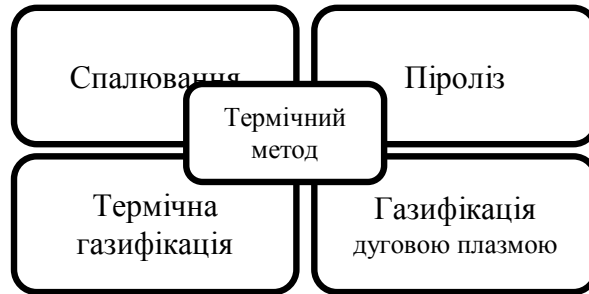 Спалювання
Піроліз
Термічний
метод
Термічна
газифікація
Газифікація
дуговою плазмою